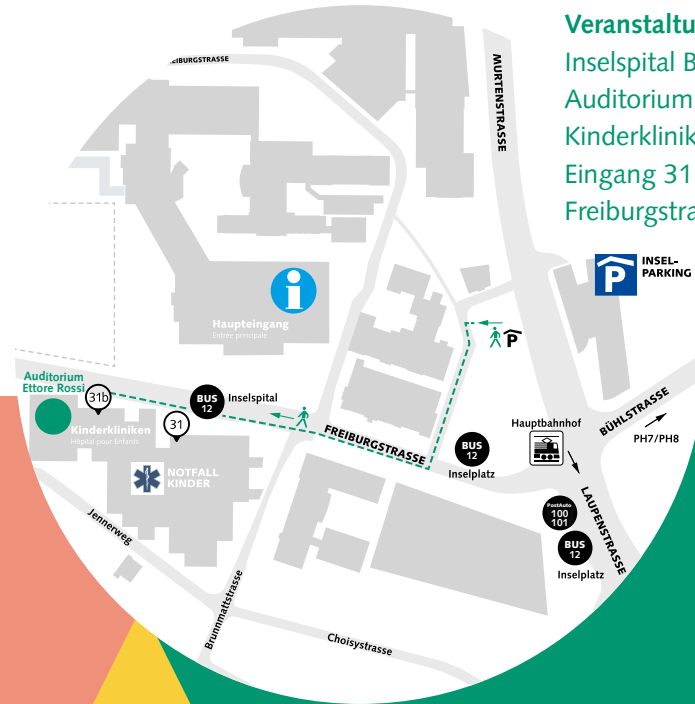 Veranstaltu
Inselspital B
Auditorium
Kinderklinik
Eingang 31
Freiburgstra
EIBURGSTRASSE
MURTENSTRASSE
P
INSEL-
PARKING
i
Haupteingang
Entrée principale
P
Auditorium
Ettore Rossi
31b
BUS
12
Inselspital
31
Kinderkliniken
Hôpital pour Enfants
NOTFALL
KINDER
FREIBURGSTRASSE
BUS
12
Inselplatz
Hauptbahnhof
BÜHLSTRASSE
PH7/PH8
LAUPENSTRASSE
PostAuto
100
101
BUS
12
Inselplatz
Jennerweg
Brunnmattstrasse
Choisystrasse